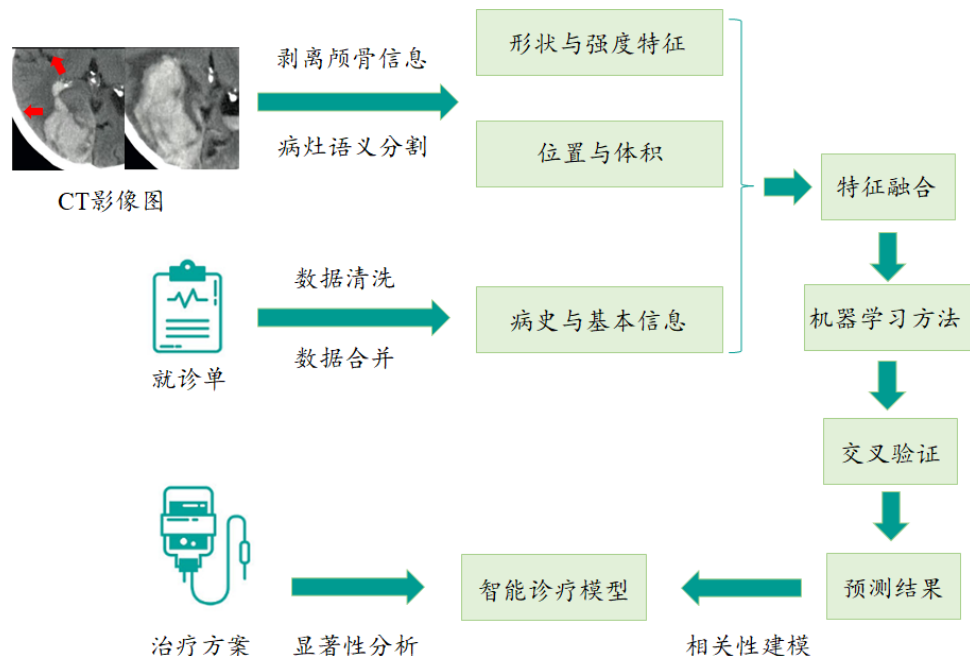 剥离颅骨信息
病灶语义分割
CT影像图
形状与强度特征
位置与体积
特征融合
数据清洗
数据合并
就诊单
病史与基本信息
机器学习方法
交叉验证
预测结果
治疗方案
显著性分析
智能诊疗模型
相关性建模